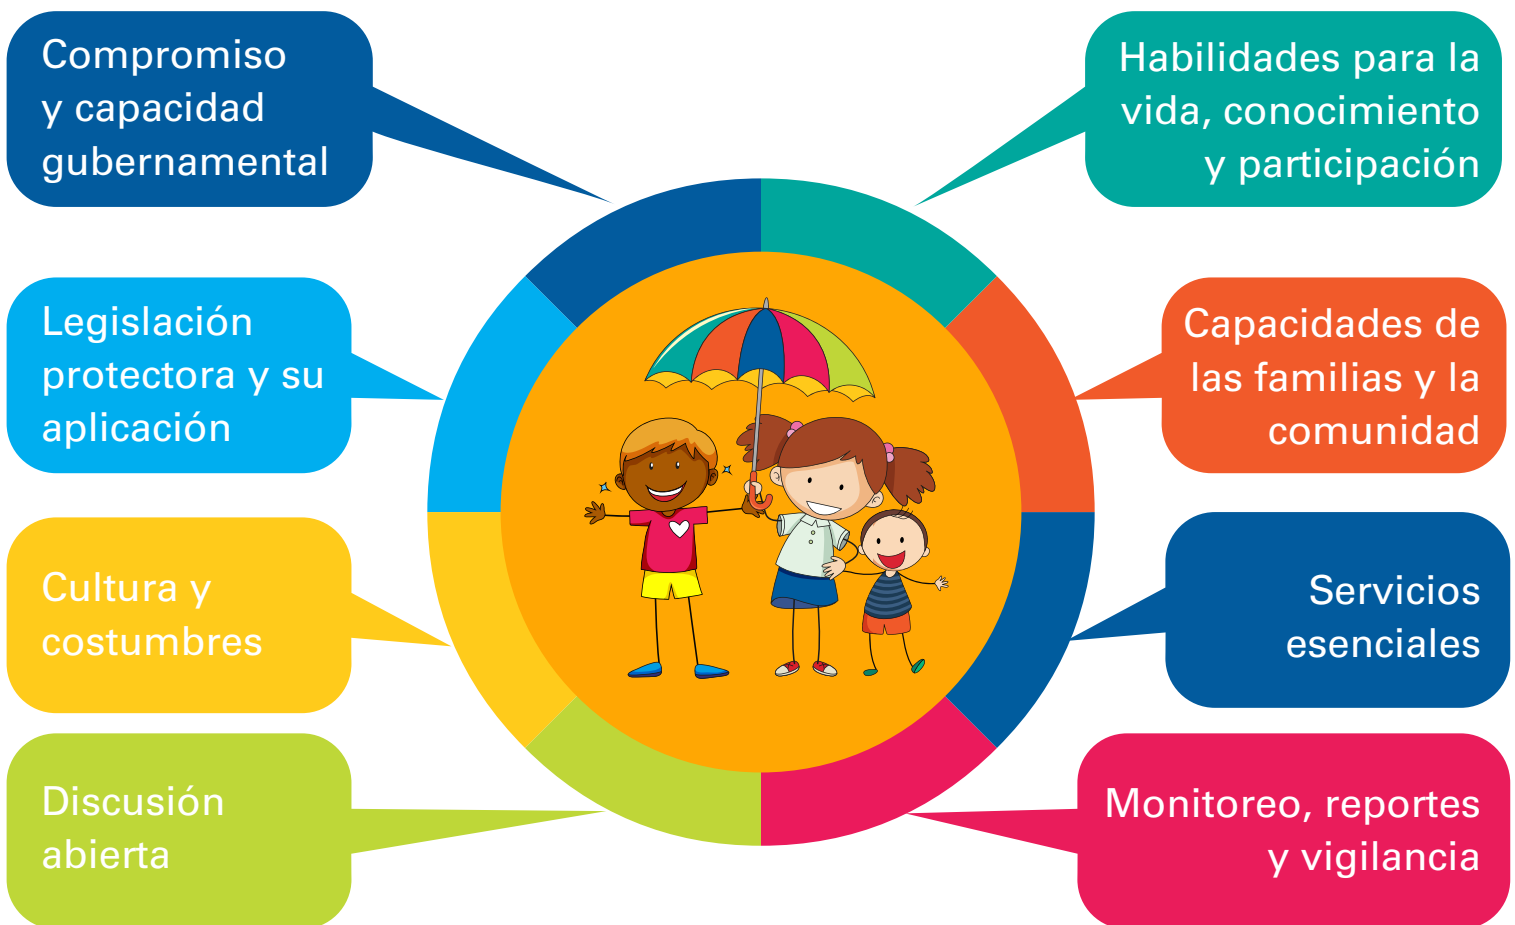 Compromiso
y capacidad
gubernamental
Habilidades para la
vida, conocimiento
y participación
Legislación
protectora y su
aplicación
Capacidades de
las familias y la
comunidad
Cultura y
costumbres
Servicios
esenciales
Discusión
abierta
Monitoreo, reportes
y vigilancia